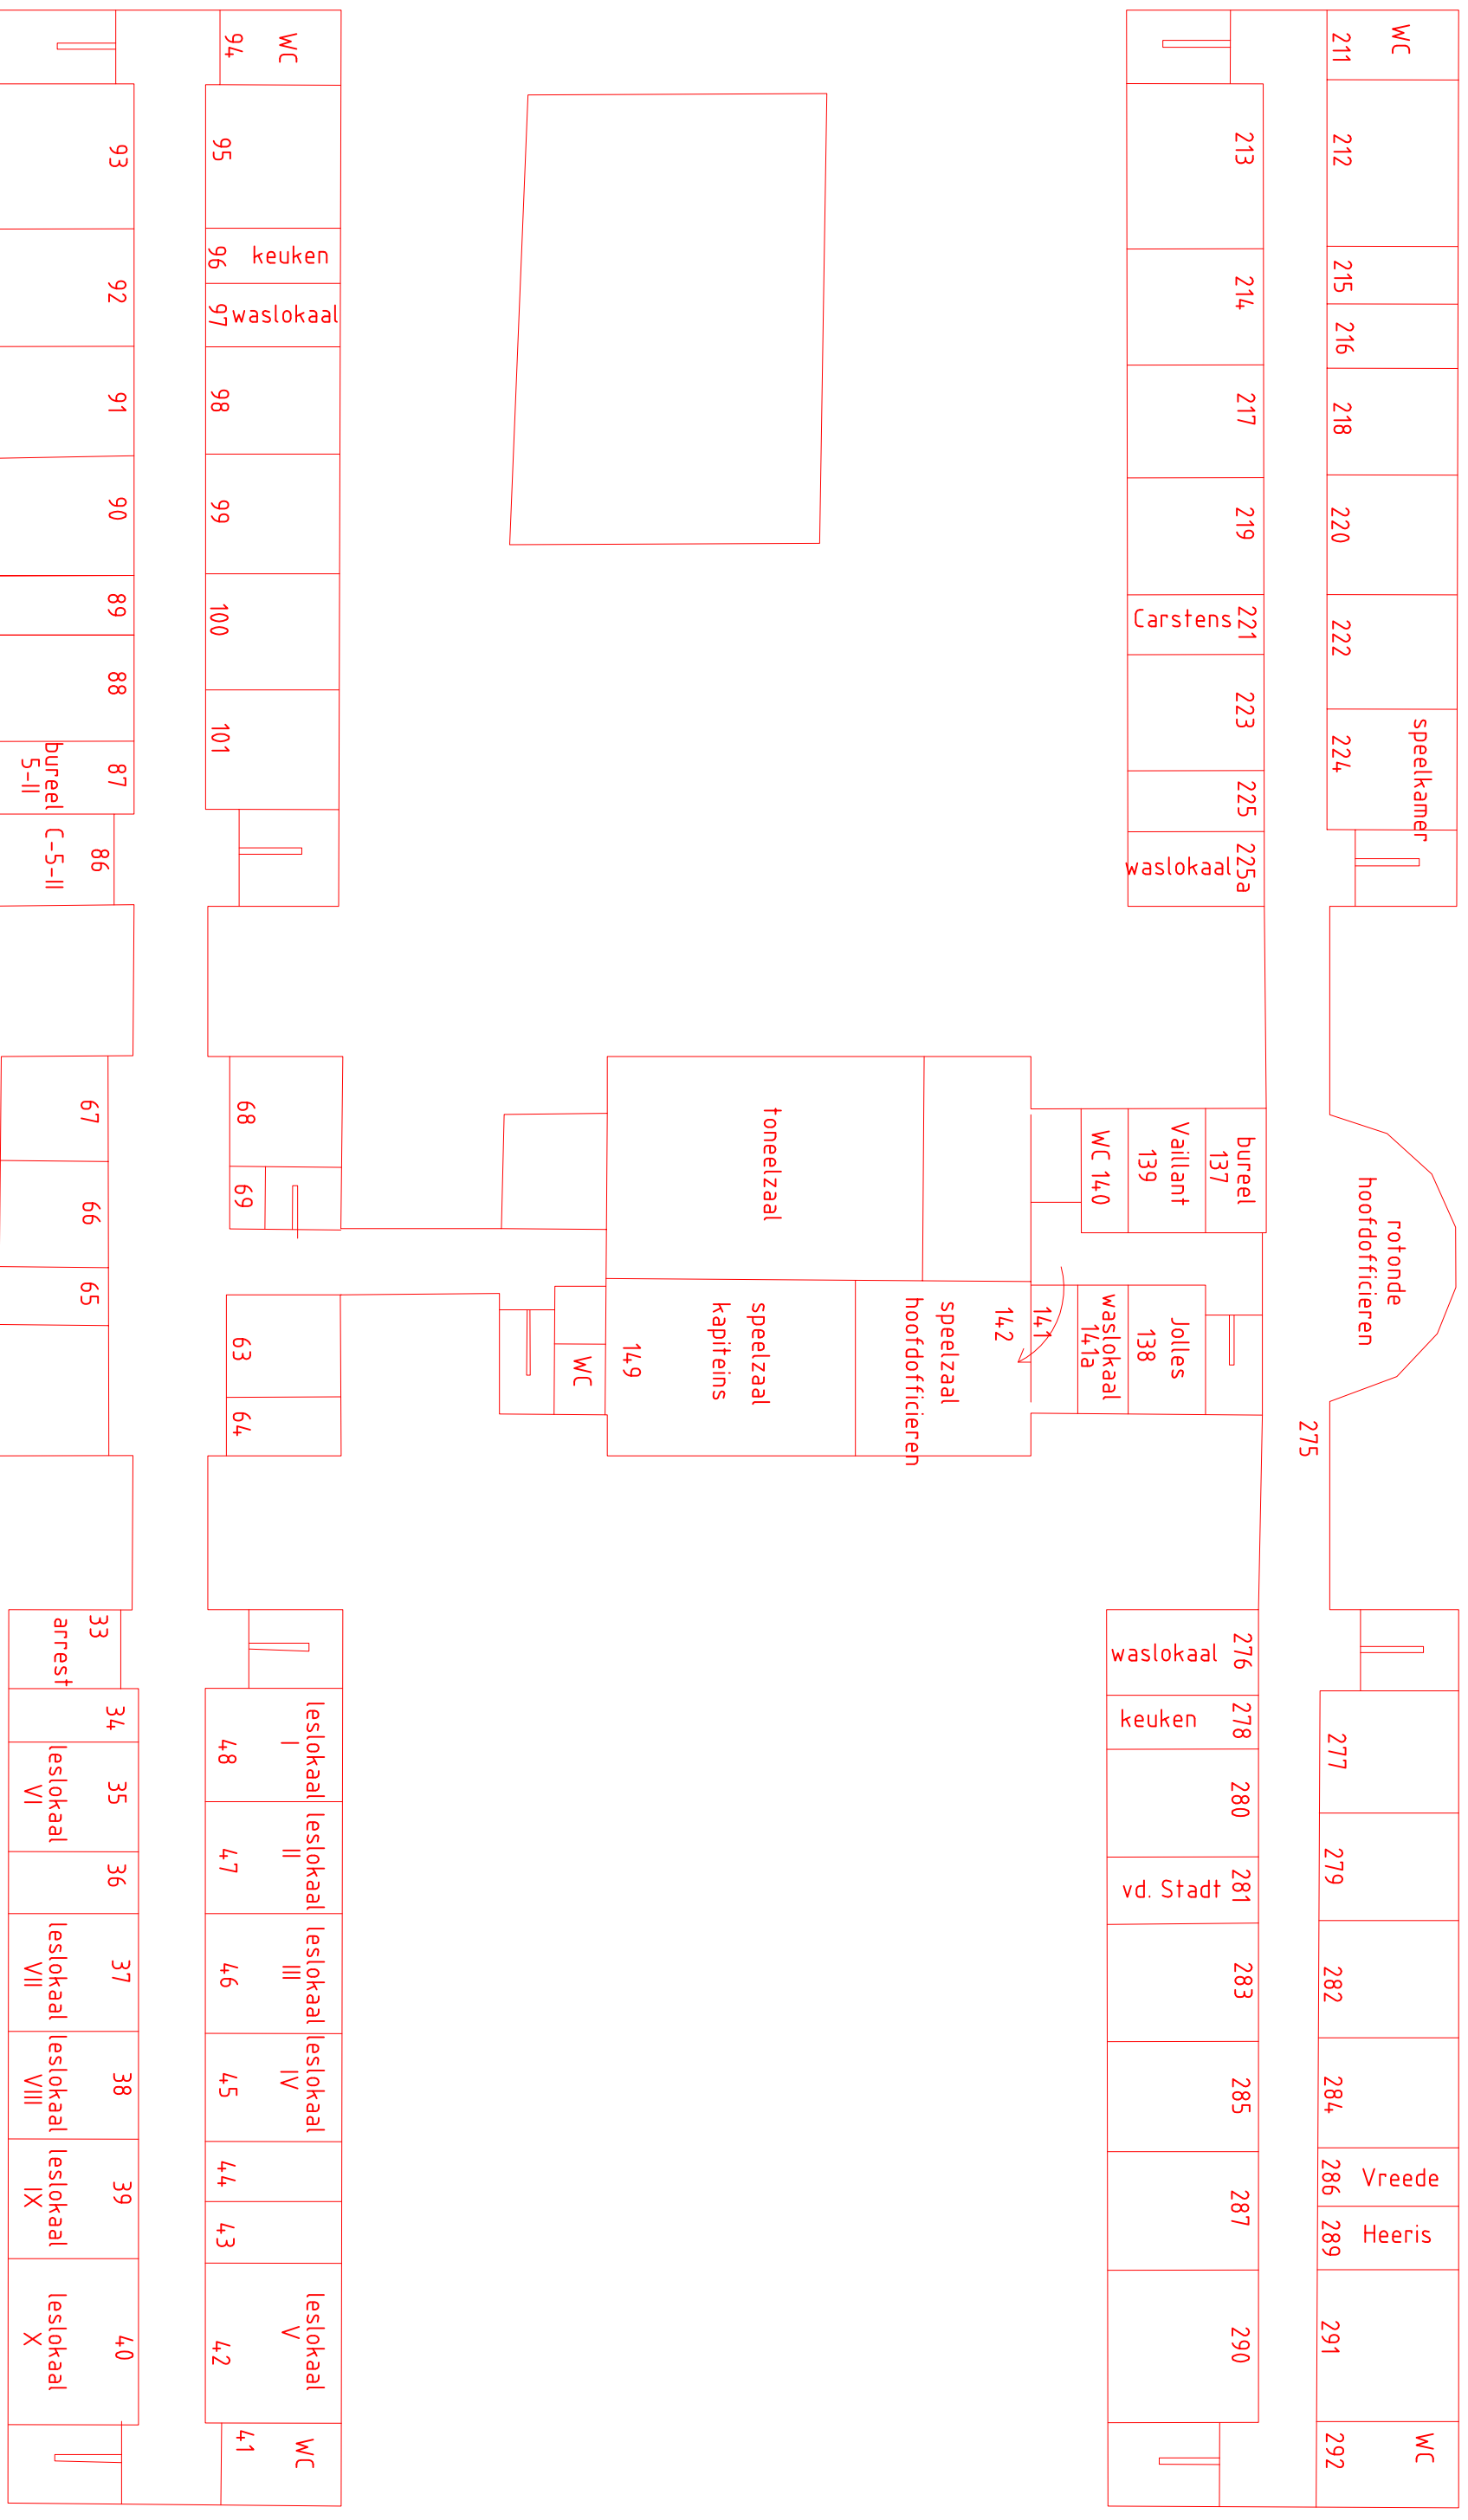 94
WC
95
93
96 keuken
97 waslokaal
92
98
91
99
90
100
89
101
88
87
bureel
5-II
86
C-5-II
211
WC
212
213
215
214
216
217
218
219
220
Carstens 221
222
223
224
speelkamer
225
225a
waslokaal
67
68
66
69
65
63
64
toneelzaal
WC 140
Vaillant
139
bureel
137
rotonde
hoofdofficieren
275
141
142
waslokaal
141a
Jolles
138
speelzaal
hoofdofficieren
speelzaal
kapiteins
149
WC
33
arrest
34
leslokaal
VI
35
36
leslokaal
VII
37
leslokaal
VIII
38
leslokaal
IX
39
leslokaal
X
40
leslokaal
I
48
leslokaal
II
47
leslokaal
III
46
leslokaal
IV
45
44
43
leslokaal
V
42
41
WC
waslokaal 276
keuken 278
277
280
279
vd. Stadt 281
283
282
285
284
286 Vreede
287
289 Heeris
290
291
292
WC